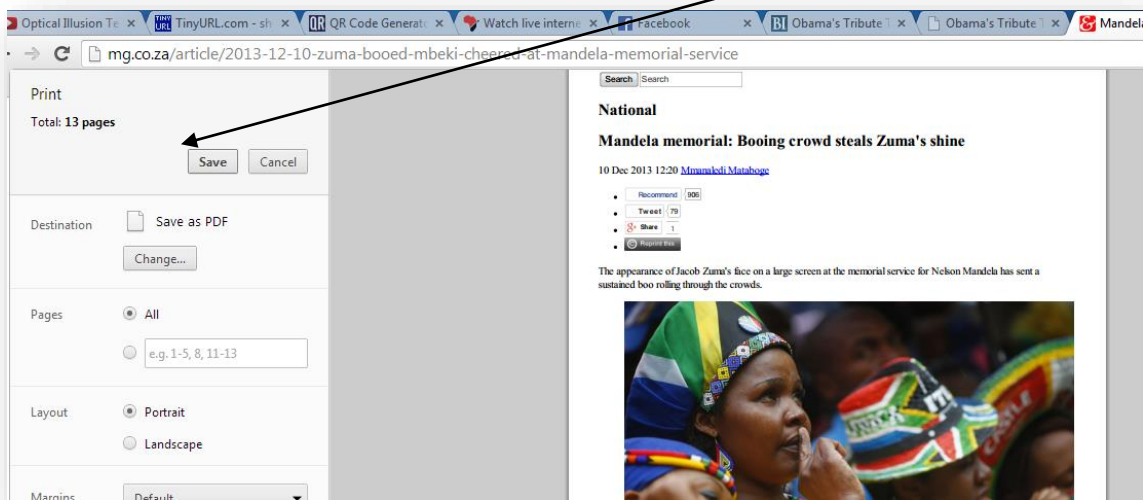 Optical Illusion Te
TinyURL.com - sh
QR Code Generato
Watch live interne
Facebook
BI Obama's Tribute T
Obama's Tribute T
Mandela
mg.co.za/article/2013-12-10-zuma-booed-mbeki-cheered-at-mandela-memorial-service
Print
Total: 13 pages
Save Cancel
Destination Save as PDF
Change...
Pages All
e.g. 1-5, 8, 11-13
Layout Portrait
Landscape
Margins Default
Search Search
National
Mandela memorial: Booing crowd steals Zuma's shine
10 Dec 2013 12:20 Mmanaledi Mataboge
Recommend 906
Tweet 79
Share 1
Reprint this
The appearance of Jacob Zuma's face on a large screen at the memorial service for Nelson Mandela has sent a
sustained boo rolling through the crowds.
CASTLE